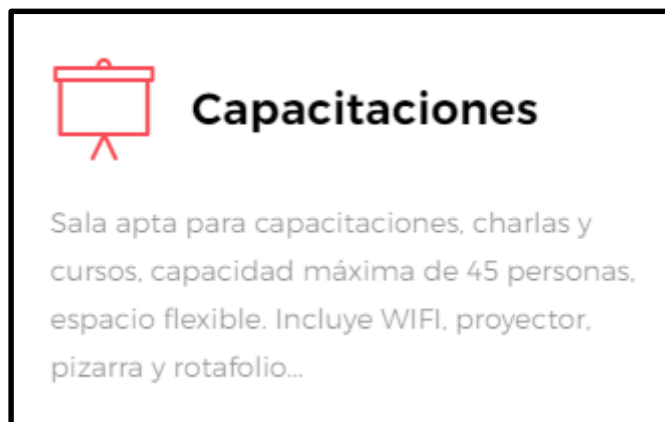 Capacitaciones
Sala apta para capacitaciones, charlas y
cursos, capacidad máxima de 45 personas,
espacio flexible. Incluye WIFI, proyector,
pizarra y rotafolio...